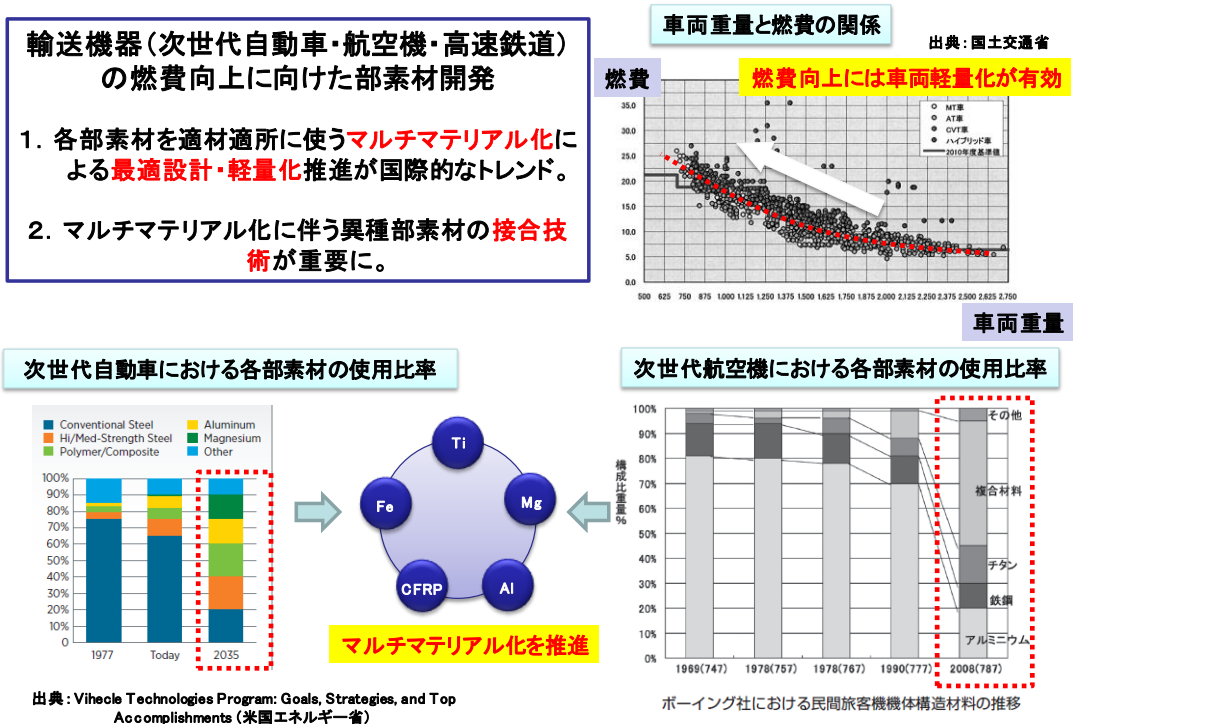 輸送機器（次世代自動車・航空機・高速鉄道）
の燃費向上に向けた部素材開発
１．各部素材を適材適所に使うマルチマテリアル化に
よる最適設計・軽量化推進が国際的なトレンド。
２．マルチマテリアル化に伴う異種部素材の接合技
術が重要に。
車両重量と燃費の関係
出典：国土交通省
燃費
燃費向上には車両軽量化が有効
MT車
AT車
CVT車
ハイブリッド車
2010年度基準値
35.0
30.0
25.0
20.0
15.0
10.0
5.0
0.0
500 625 750 875 1,000 1,125 1,250 1,375 1,500 1,625 1,750 1,875 2,000 2,125 2,250 2,375 2,500 2,625 2,750
車両重量
次世代自動車における各部素材の使用比率
Conventional Steel
Hi/Med-Strength Steel
Polymer/Composite
Aluminum
Magnesium
Other
100%
90%
80%
70%
60%
50%
40%
30%
20%
10%
0
1977 Today 2035
出典：Vihecle Technologies Program: Goals, Strategies, and Top
Accomplishments（米国エネルギー省）
Ti
Fe
Mg
CFRP
Al
マルチマテリアル化を推進
次世代航空機における各部素材の使用比率
構成比重量％
100%
90%
80%
70%
60%
50%
40%
30%
20%
10%
0%
その他
複合材料
チタン
鉄鋼
アルミニウム
1969(747) 1978(757) 1978(767) 1990(777) 2008(787)
ボーイング社における民間旅客機機体構造材料の推移